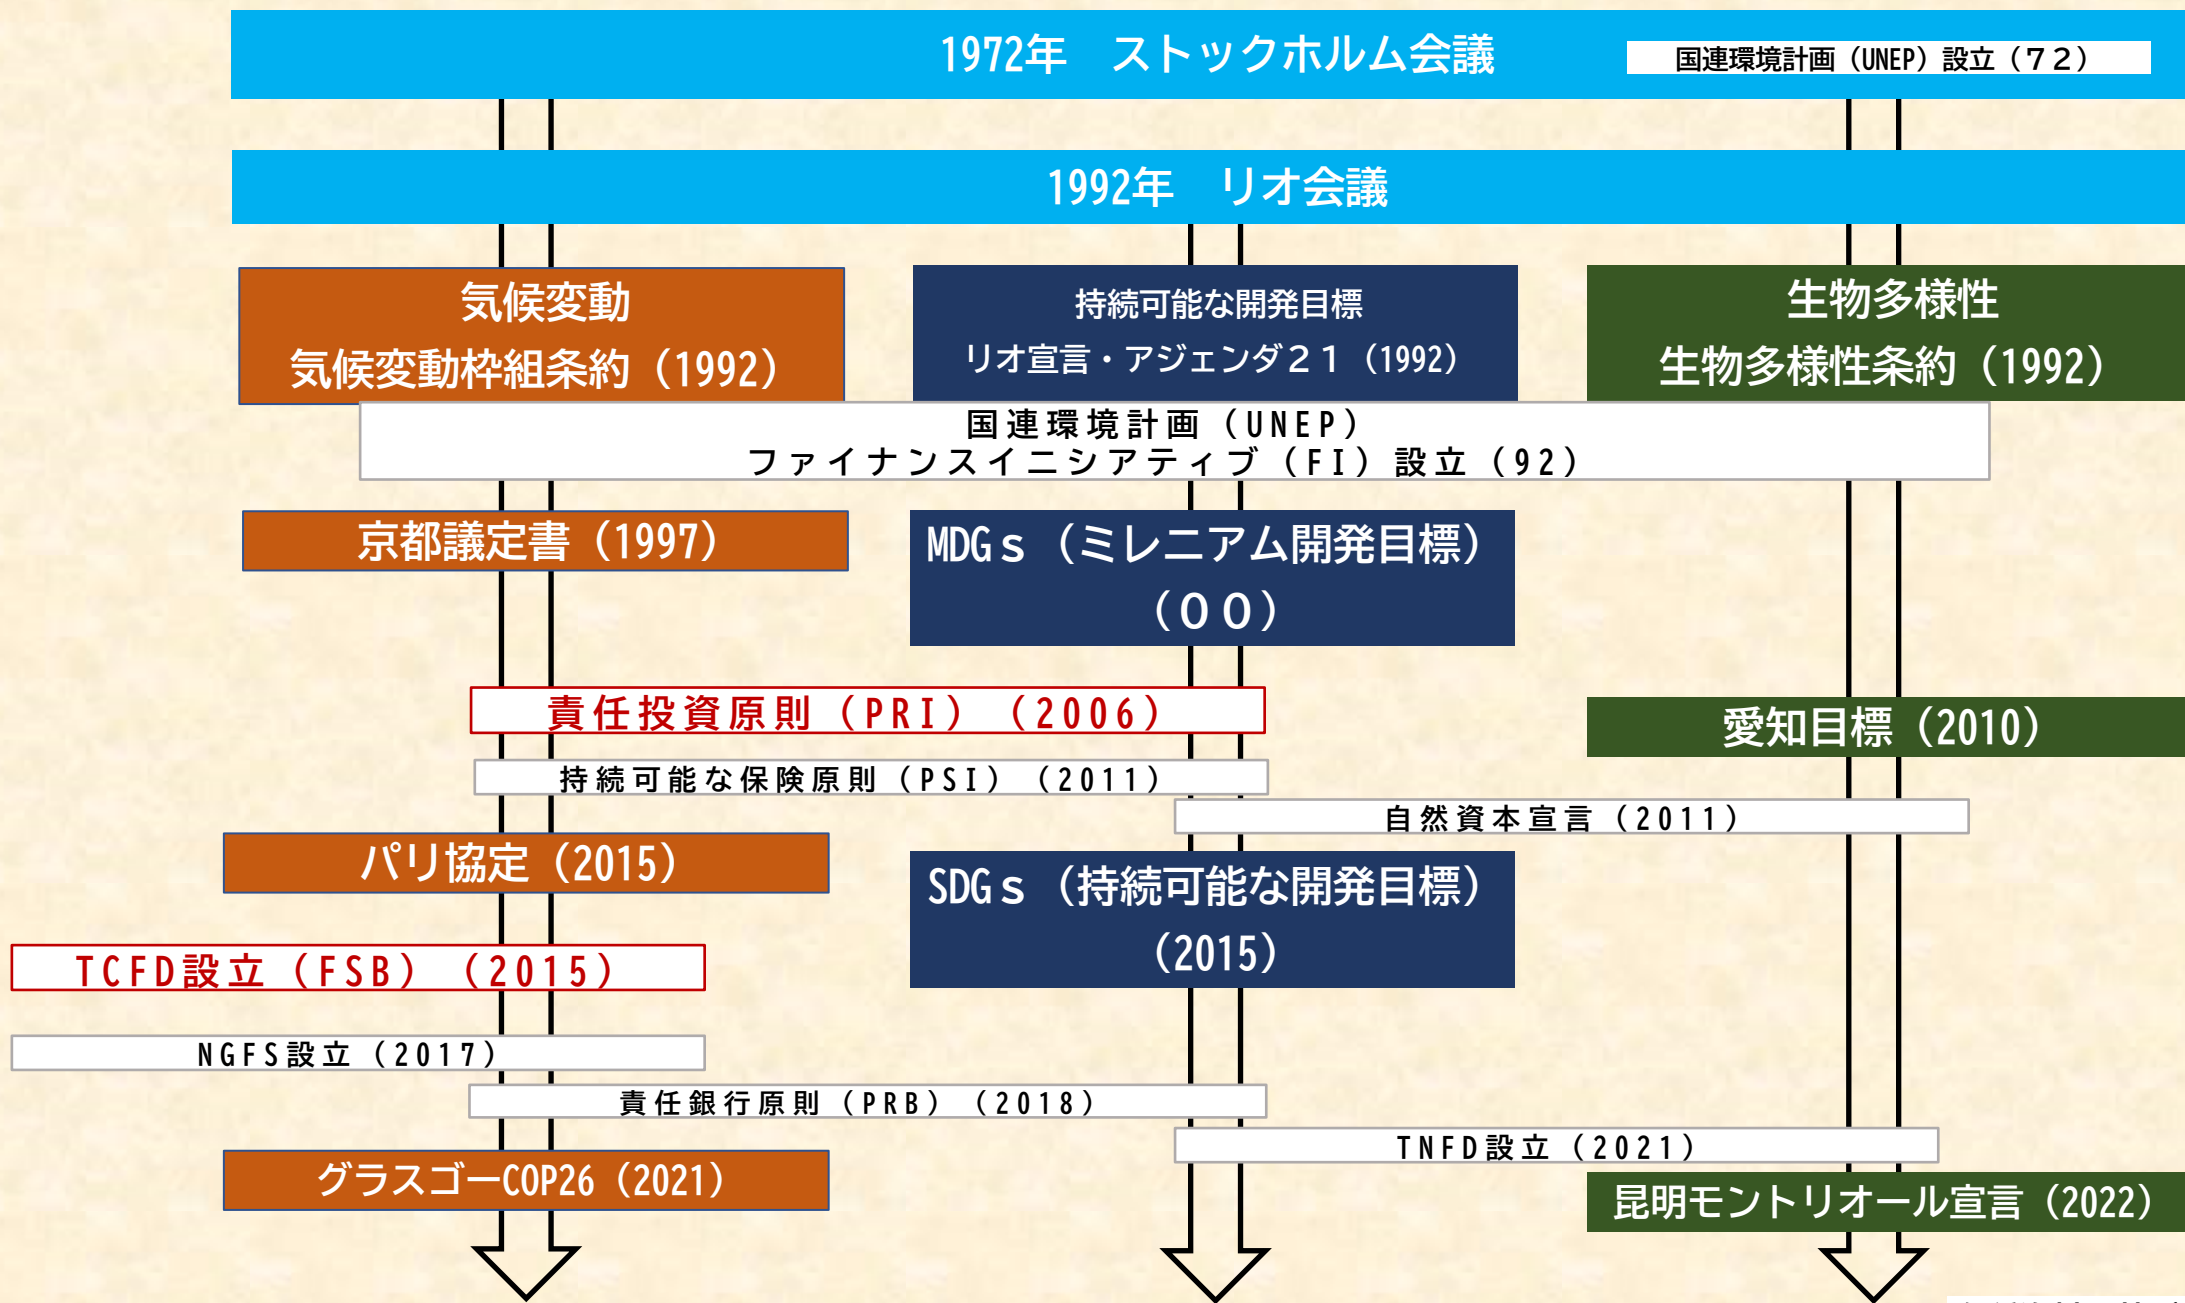 1972年　ストックホルム会議
国連環境計画（UNEP）設立（７２）
1992年　リオ会議
気候変動
気候変動枠組条約（1992）
持続可能な開発目標
リオ宣言・アジェンダ２１（1992）
生物多様性
生物多様性条約（1992）
国連環境計画（UNEP）
ファイナンスイニシアティブ（FI）設立（92）
京都議定書（1997）
MDGｓ（ミレニアム開発目標）
（００）
責任投資原則（PRI）（2006）
愛知目標（2010）
持続可能な保険原則（PSI）（2011）
自然資本宣言（2011）
パリ協定（2015）
SDGｓ（持続可能な開発目標）
（2015）
TCFD設立（FSB）（2015）
NGFS設立（2017）
責任銀行原則（PRB）（2018）
TNFD設立（2021）
グラスゴーCOP26（2021）
昆明モントリオール宣言（2022）